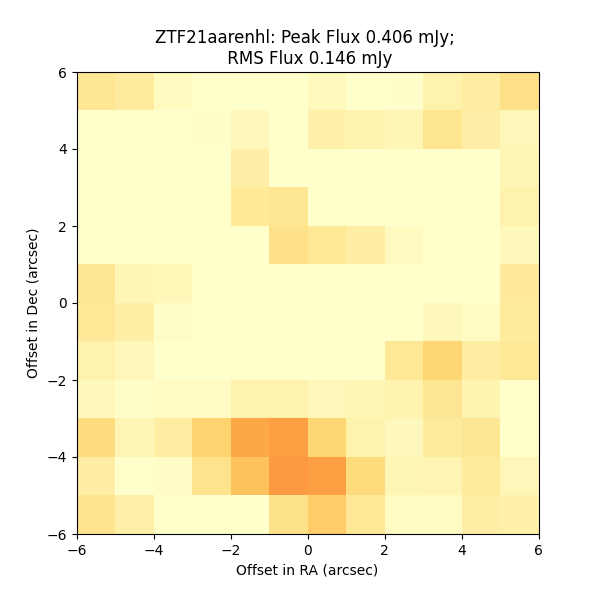 ZTF21aarenhl: Peak Flux 0.406 mJy;
RMS Flux 0.146 mJy
6
4
2
0
−2
−4
−6
Offset in Dec (arcsec)
−6 −4 −2 0 2 4 6
Offset in RA (arcsec)